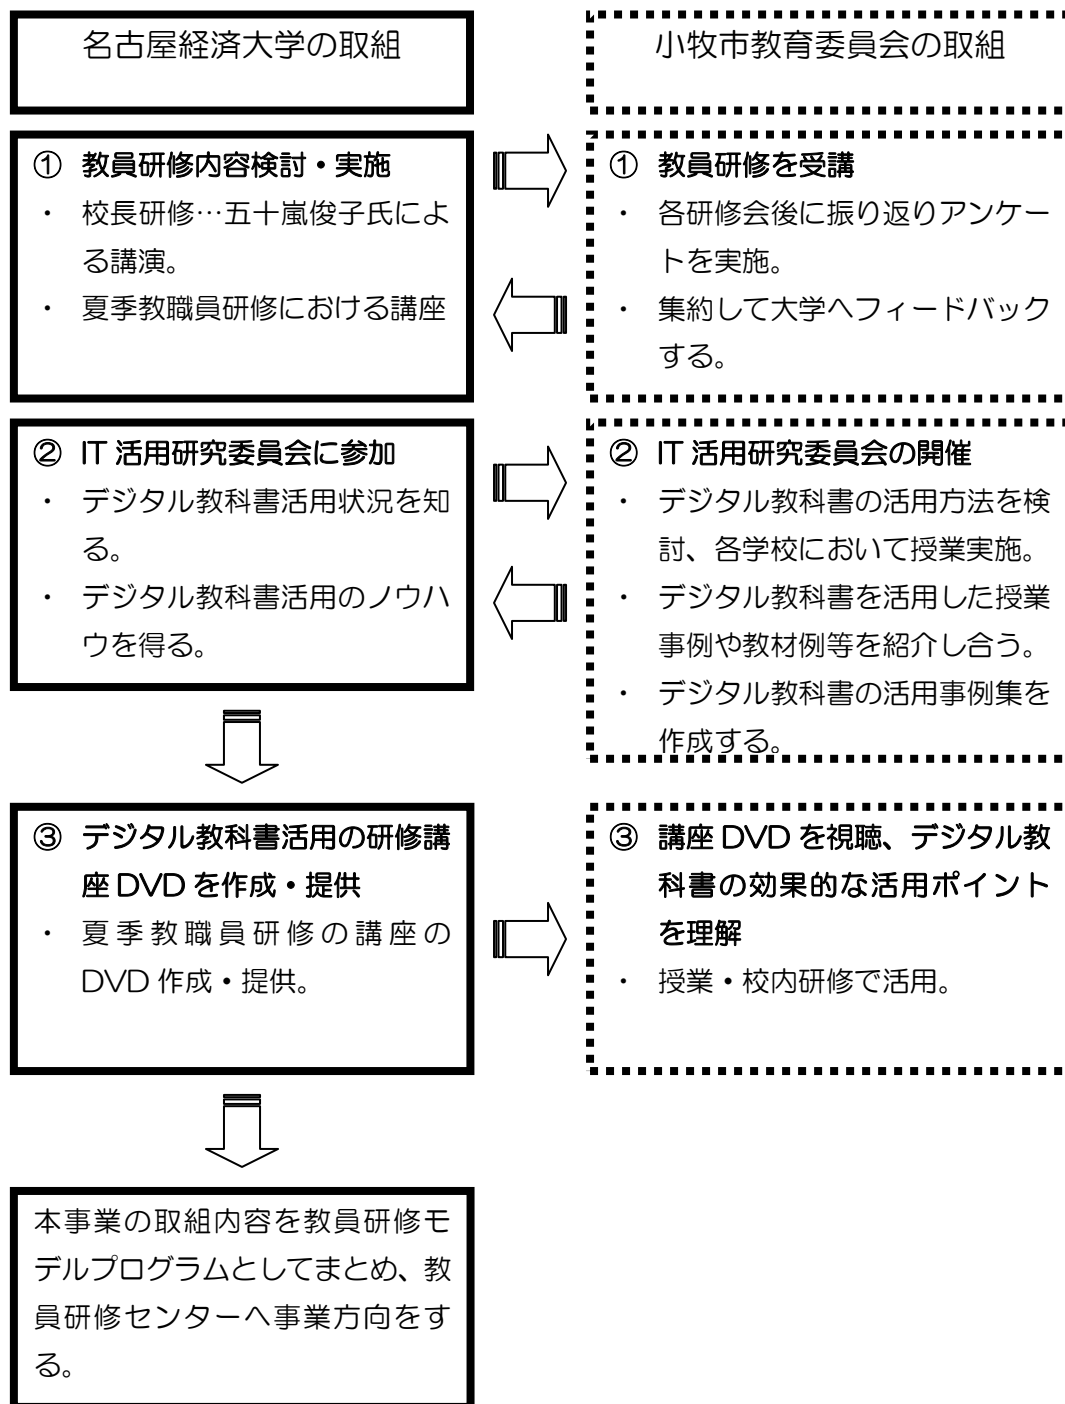 名古屋経済大学の取組
小牧市教育委員会の取組
① 教員研修内容検討・実施
・ 校長研修…五十嵐俊子氏によ
る講演。
・ 夏季教職員研修における講座
① 教員研修を受講
・ 各研修会後に振り返りアンケー
トを実施。
・ 集約して大学へフィードバック
する。
② IT 活用研究委員会に参加
・ デジタル教科書活用状況を知
る。
・ デジタル教科書活用のノウハ
ウを得る。
② IT 活用研究委員会の開催
・ デジタル教科書の活用方法を検
討、各学校において授業実施。
・ デジタル教科書を活用した授業
事例や教材例等を紹介し合う。
・ デジタル教科書の活用事例集を
作成する。
③ デジタル教科書活用の研修講
座 DVD を作成・提供
・ 夏季教職員研修の講座の
DVD 作成・提供。
③ 講座 DVD を視聴、デジタル教
科書の効果的な活用ポイント
を理解
・ 授業・校内研修で活用。
本事業の取組内容を教員研修モ
デルプログラムとしてまとめ、教
員研修センターへ事業方向をす
る。